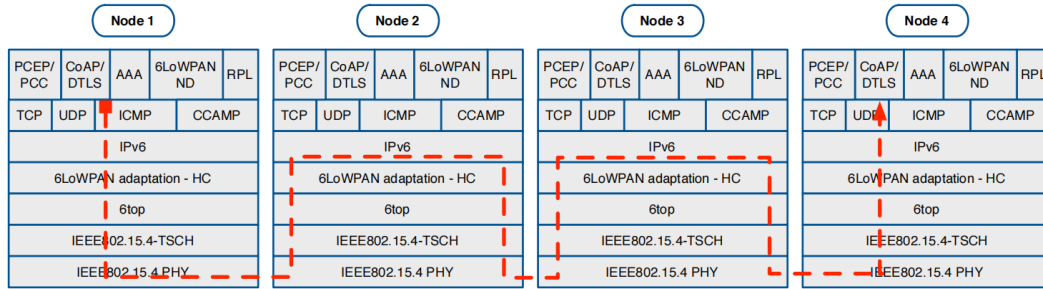 Node 1 Node 2 Node 3 Node 4
PCEP/ CoAP/ AAA 6LoWPAN RPL PCEP/ CoAP/ AAA 6LoWPAN RPL PCEP/ CoAP/ AAA 6LoWPAN RPL PCEP/ CoAP/ AAA 6LoWPAN RPL
PCC DTLS ND PCC DTLS ND PCC DTLS ND PCC DTLS ND
TCP UDP ICMP CCAMP TCP UDP ICMP CCAMP TCP UDP ICMP CCAMP TCP UDP ICMP CCAMP
IPv6 IPv6 IPv6 IPv6
6LoWPAN adaptation - HC 6LoWPAN adaptation - HC 6LoWPAN adaptation - HC 6LoWPAN adaptation - HC
6top 6top 6top 6top
IEEE802.15.4-TSCH IEEE802.15.4-TSCH IEEE802.15.4-TSCH IEEE802.15.4-TSCH
IEEE802.15.4 PHY IEEE802.15.4 PHY IEEE802.15.4 PHY IEEE802.15.4 PHY